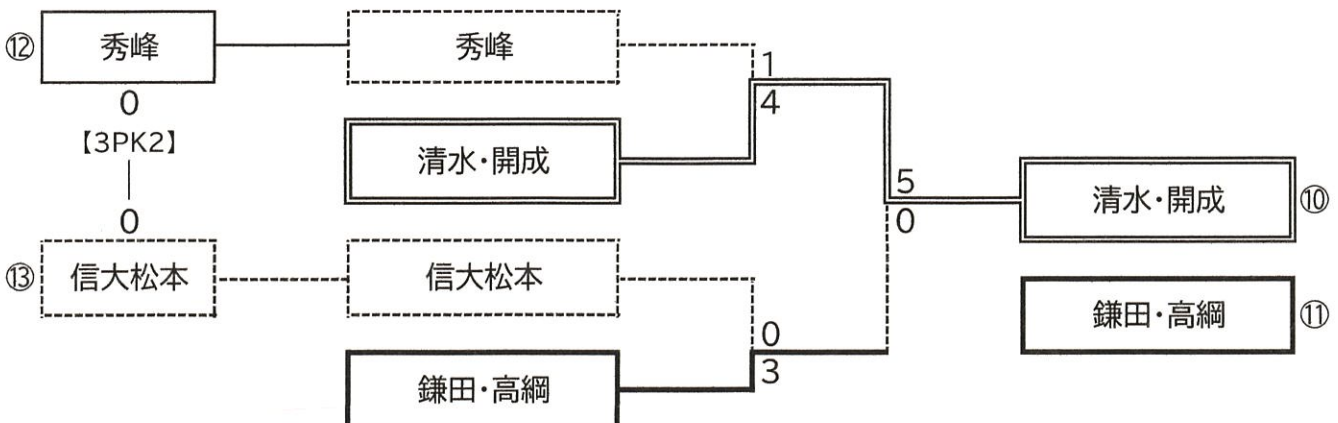 ⑫ 秀峰 秀峰
0
【3PK2】
0
1
4
清水・開成
5
0
清水・開成 ⑩
⑬ 信大松本 信大松本
鎌田・高綱 ⑪
0
3
鎌田・高綱